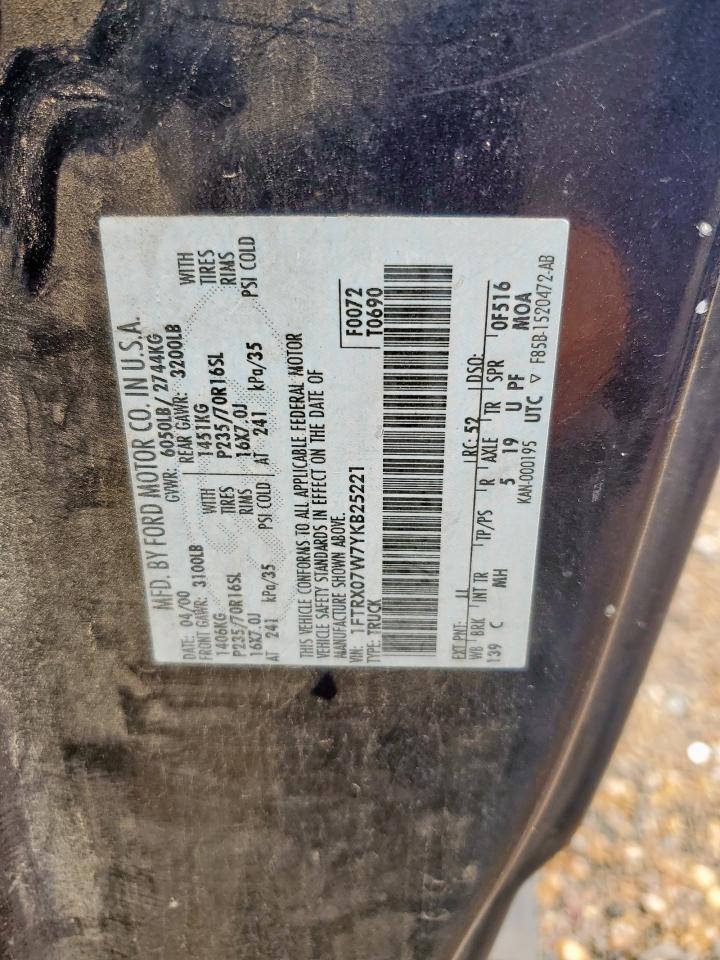 MFD. BY FORD MOTOR CO. IN U.S.A.
DATE: 04/00 GVWR: 6050LB/ 2744KG
FRONT GAWR: 3100LB REAR GAWR: 3200LB
1406KG WITH 1451KG WITH
P235/70R16SL TIRES P235/70R16SL TIRES
16X7.0J RIMS 16X7.0J RIMS
AT 241 kPa/35 PSI COLD AT 241 kPa/35 PSI COLD
THIS VEHICLE CONFORMS TO ALL APPLICABLE FEDERAL MOTOR
VEHICLE SAFETY STANDARDS IN EFFECT ON THE DATE OF
MANUFACTURE SHOWN ABOVE.
VIN: 1FTRX07W7YKB25221
TYPE: TRUCK
F0072
T0690
EXT PNT: LL RC: 52 DSO:
WB BRK INT TR TP/PS R AXLE TR SPR 0F516
139 C MH 5 19 U PF MOA
KAN-000195 UTC ▽ F85B-1520472-AB